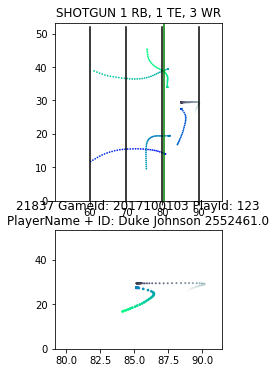 SHOTGUN 1 RB, 1 TE, 3 WR
50
40
30
20
10
0
60 70 80 90
21837 GameId: 2017100103 PlayId: 123
PlayerName + ID: Duke Johnson 2552461.0
40
20
0
80.0 82.5 85.0 87.5 90.0